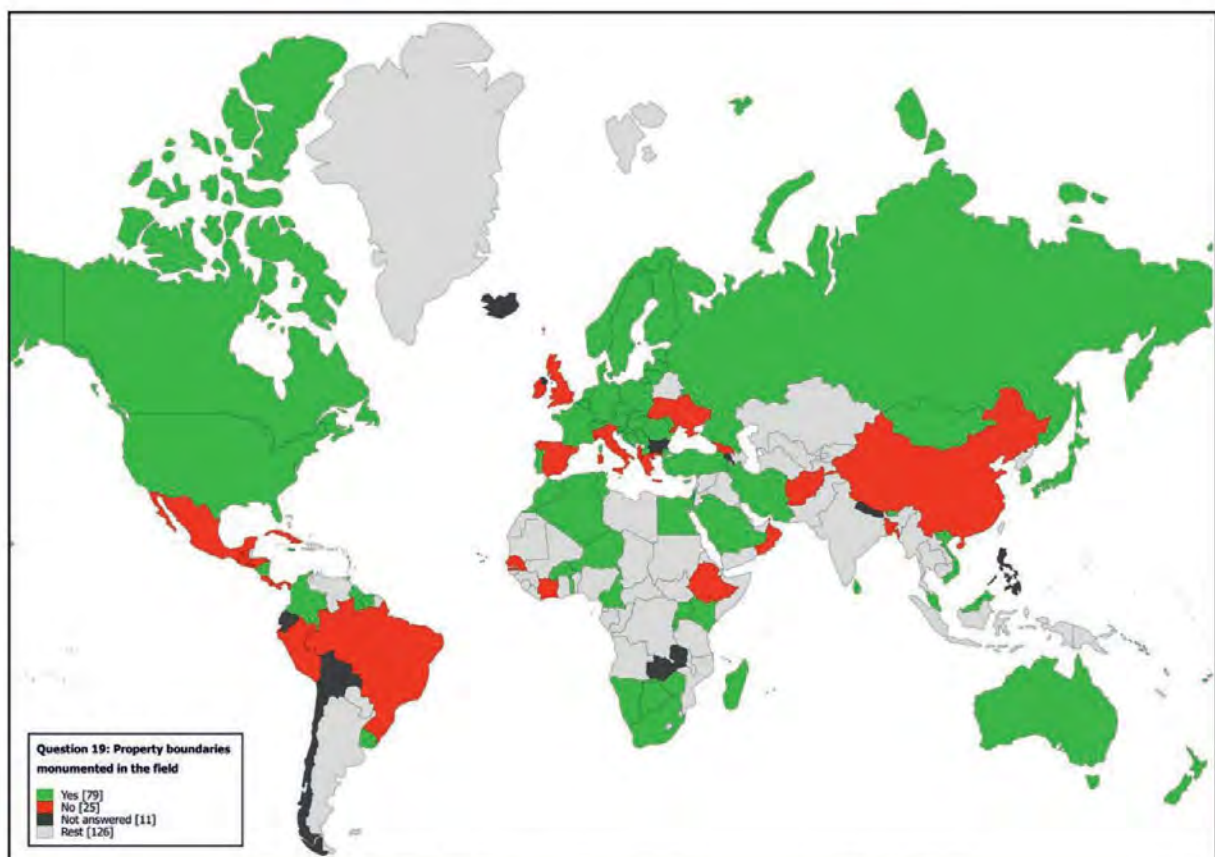 Question 19: Property boundaries
monumented in the field
Yes [79]
No [25]
Not answered [11]
Rest [126]